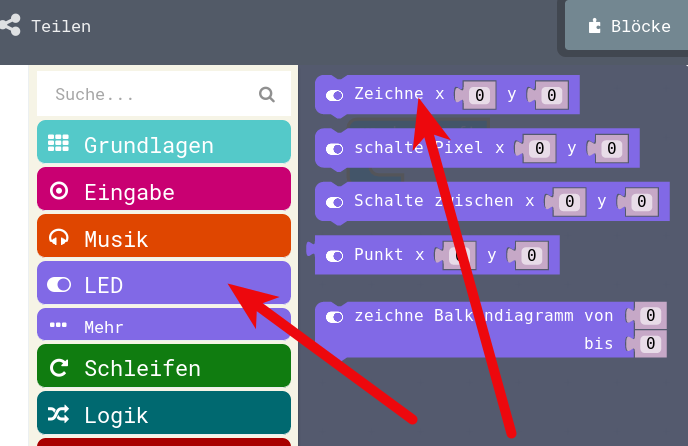 Teilen
Blöcke
Suche...
Grundlagen
Eingabe
Musik
LED
Mehr
Schleifen
Logik
Zeichne x 0 y 0
schalte Pixel x 0 y 0
Schalte zwischen x 0 y 0
Punkt x 0 y 0
zeichne Balkendiagramm von 0
bis 0